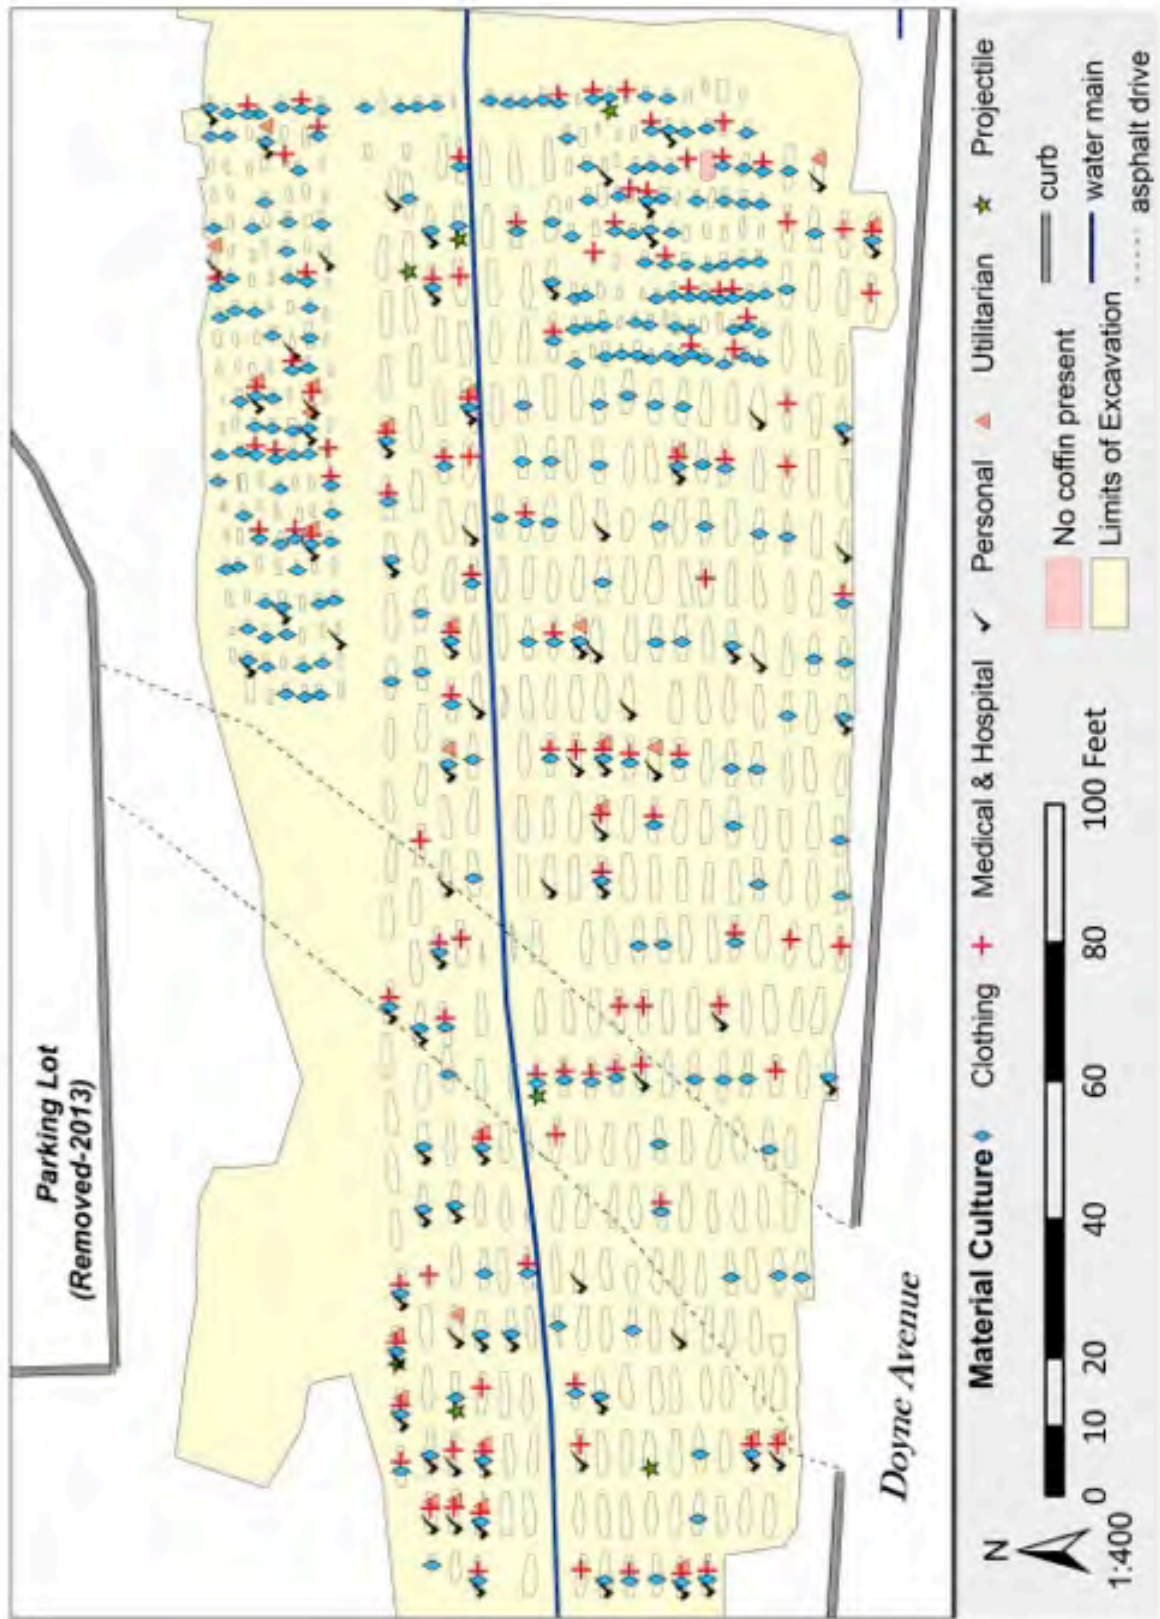 Parking Lot
(Removed-2013)
Doyne Avenue
Material Culture Clothing Medical & Hospital Personal Utilitarian Projectile
N
1:400
0 10 20 40 60 80 100 Feet
No coffin present
Limits of Excavation
curb
water main
asphalt drive